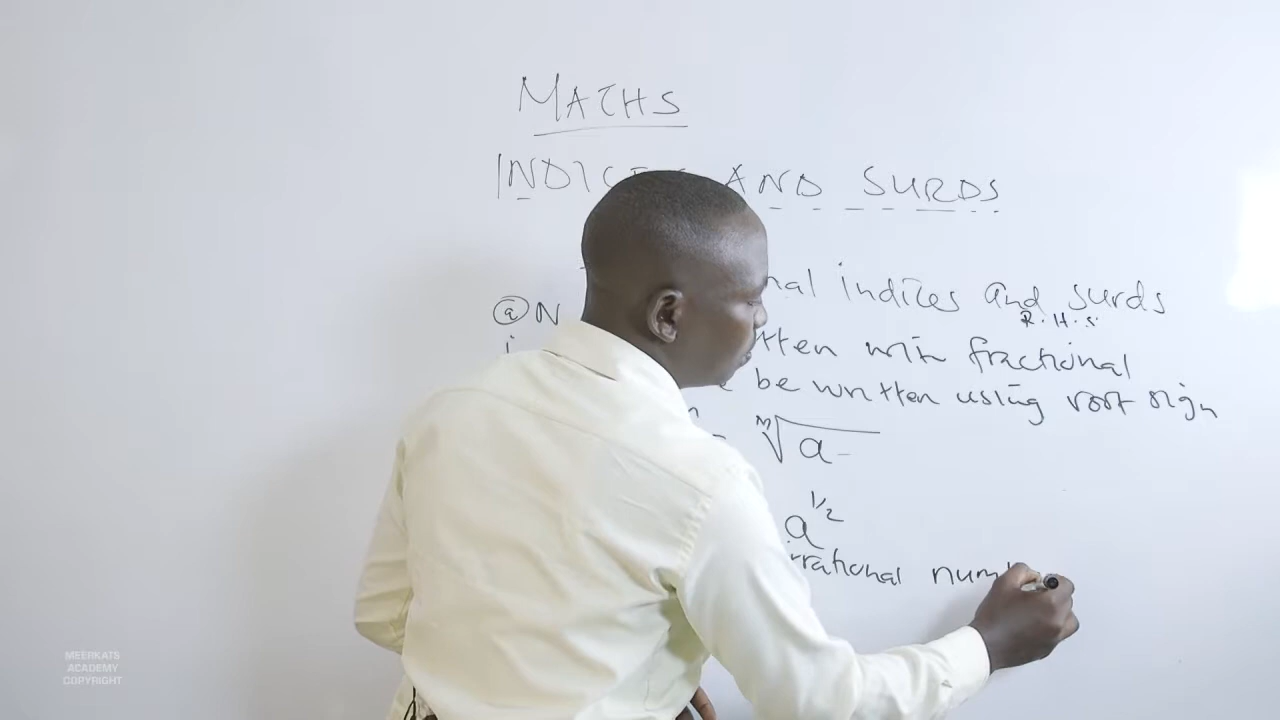 MATHS
INDICES AND SURDS
@ N nal indices and surds
R.H.S
i tten with fractional
be written using root sign
n m√a
a 1/2
rrational num
MEERKATS
ACADEMY
COPYRIGHT